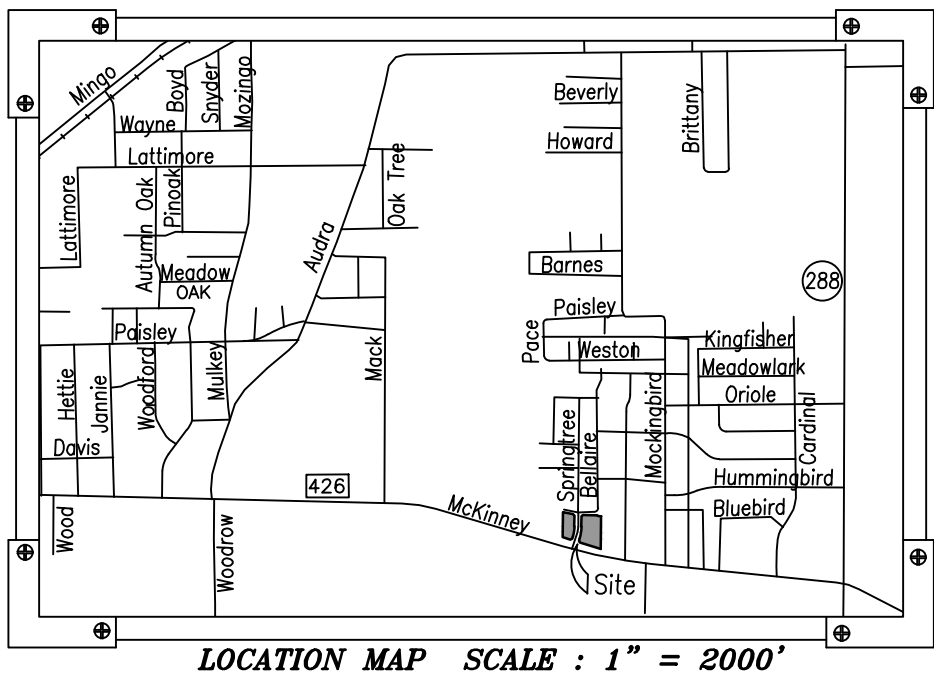 Mingo
Boyd
Snyder
Mozingo
Wayne
Lattimore
Lattimore
Autumn Oak
Pinoak
Meadow
OAK
Audra
Oak Tree
Beverly
Howard
Brittany
Barnes
288
Paisley
Pace
Weston
Kingfisher
Meadowlark
Oriole
Paisley
Hettie
Jannie
Woodford
Mulkey
Mack
Davis
Springtree
Bellaire
Mockingbird
Cardinal
Hummingbird
Bluebird
426
McKinney
Wood
Woodrow
Site
LOCATION MAP SCALE : 1" = 2000'